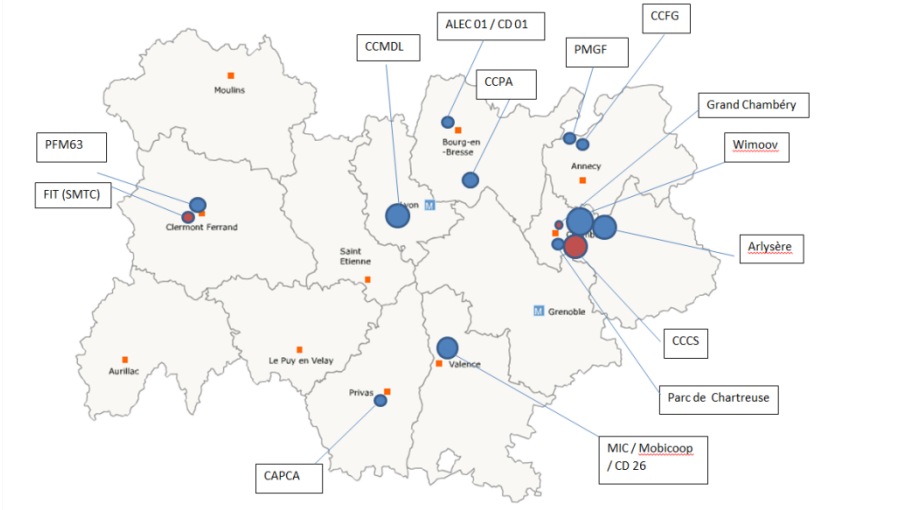 CCFG
ALEC 01 / CD 01
CCMDL
PMGF
CCPA
Grand Chambéry
Moulins
PFM63
Bourg-en
-Bresse
Wimoov
Annecy
FIT (SMTC)
Lyon M
Clermont Ferrand
Arlysère
Saint
Etienne
M Grenoble
CCCS
Le Puy en Velay
Valence
Aurillac
Privas
Parc de Chartreuse
MIC / Mobicoop
/ CD 26
CAPCA